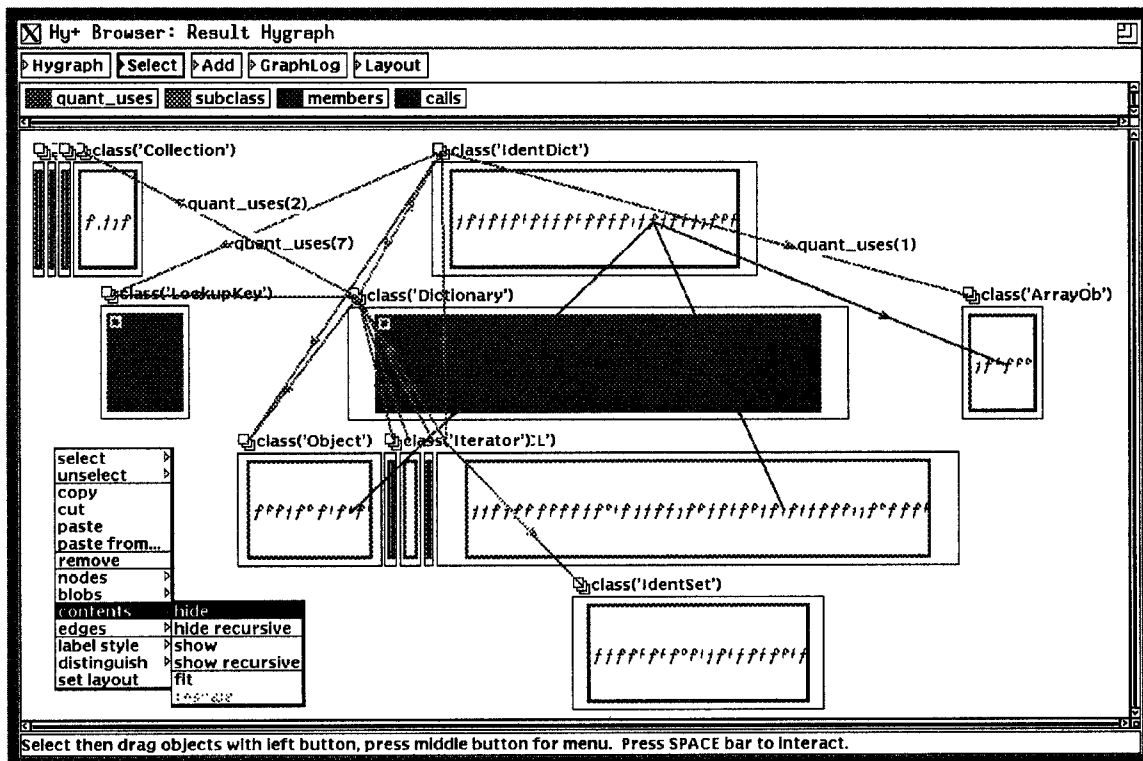 Hy+ Browser: Result Hygraph
Hygraph Select Add GraphLog Layout
quant_uses subclass members calls
class('Collection')
class('IdentDict')
quant_uses(2)
quant_uses(7)
quant_uses(1)
class('LookupKey')
class('Dictionary')
class('ArrayOb')
class('Object')
class('Iterator')
CL')
select
unselect
copy
cut
paste
paste from...
remove
nodes
blobs
contents hide
edges hide recursive
label style show
distinguish show recursive
set layout fit
class('IdentSet')
Select then drag objects with left button, press middle button for menu. Press SPACE bar to interact.